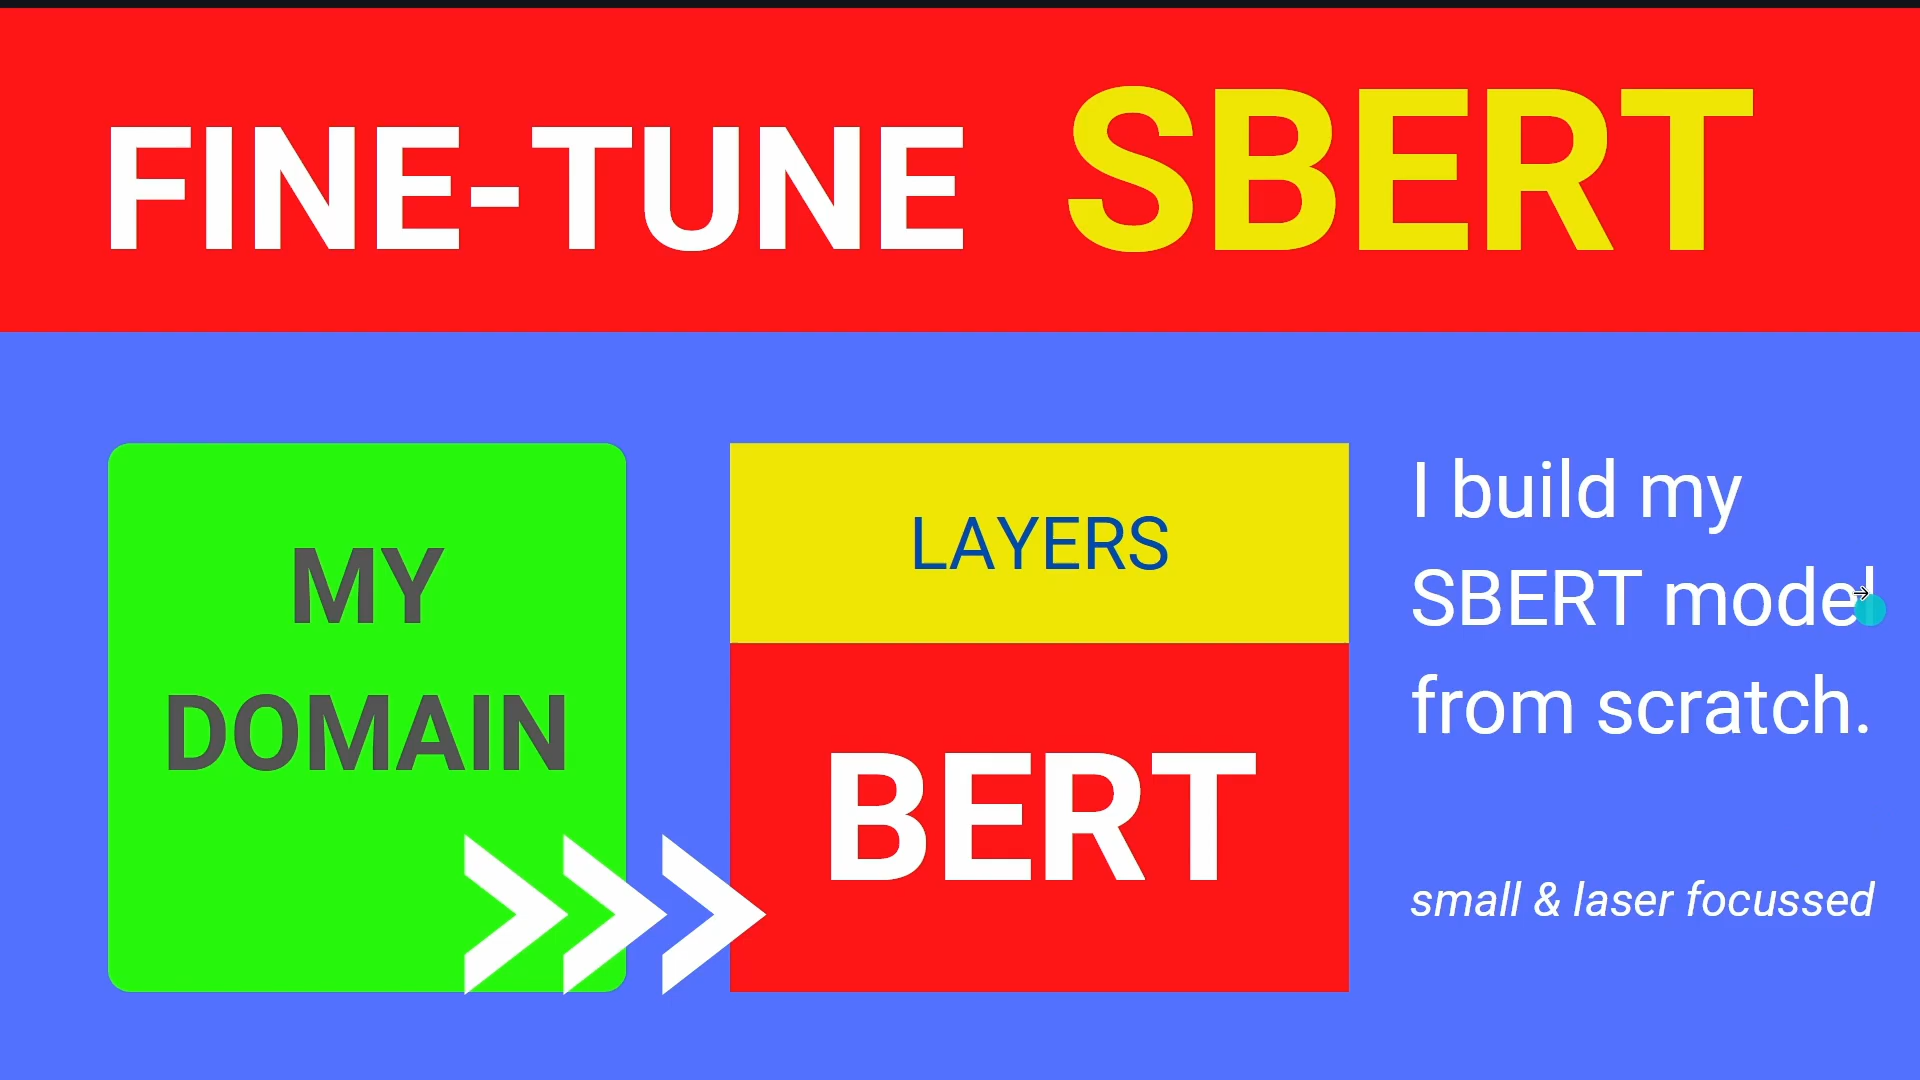 FINE-TUNE SBERT
MY
DOMAIN
LAYERS
BERT
I build my
SBERT model
from scratch.
small & laser focussed